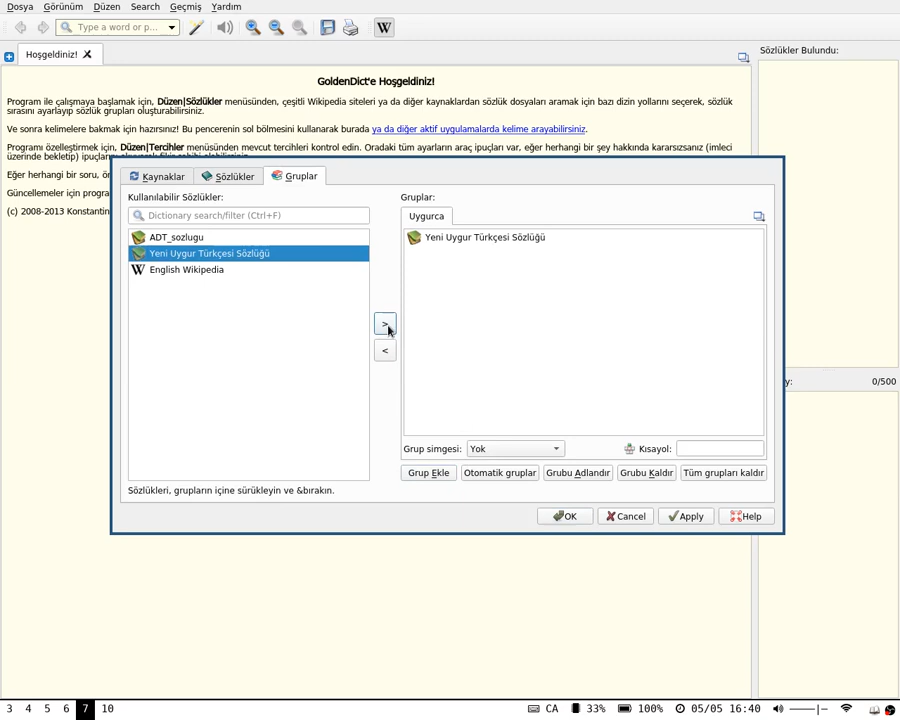 Dosya Görünüm Düzen Search Geçmiş Yardım
Type a word or p...
W
Hoşgeldiniz!
Sözlükler Bulundu:
GoldenDict'e Hoşgeldiniz!
Program ile çalışmaya başlamak için, Düzen|Sözlükler menüsünden, çeşitli Wikipedia siteleri ya da diğer kaynaklardan sözlük dosyaları aramak için bazı dizin yollarını seçerek, sözlük
sırasını ayarlayıp sözlük grupları oluşturabilirsiniz.
Ve sonra kelimelere bakmak için hazırsınız! Bu pencerenin sol bölmesini kullanarak burada ya da diğer aktif uygulamalarda kelime arayabilirsiniz.
Programı özelleştirmek için, Düzen|Tercihler menüsünden mevcut tercihleri kontrol edin. Oradaki tüm ayarların araç ipuçları var, eğer herhangi bir şey hakkında kararsızsanız (imleci
üzerinde bekletip) ipuçların
Eğer herhangi bir soru, ön
Güncellemeler için progra
(c) 2008-2013 Konstantin
Kaynaklar Sözlükler Gruplar
Kullanılabilir Sözlükler:
Dictionary search/filter (Ctrl+F)
ADT_sozlugu
Yeni Uygur Türkçesi Sözlüğü
W English Wikipedia
>
<
Gruplar:
Uygurca
Yeni Uygur Türkçesi Sözlüğü
Grup simgesi: Yok Kısayol:
Grup Ekle Otomatik gruplar Grubu Adlandır Grubu Kaldır Tüm grupları kaldır
Sözlükleri, grupların içine sürükleyin ve &bırakın.
OK Cancel Apply Help
y: 0/500
3 4 5 6 7 10 CA 33% 100% 05/05 16:40